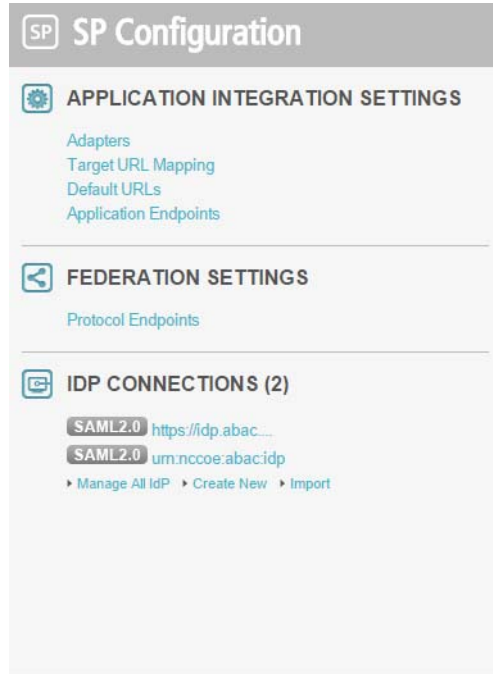 SP SP Configuration
APPLICATION INTEGRATION SETTINGS
Adapters
Target URL Mapping
Default URLs
Application Endpoints
FEDERATION SETTINGS
Protocol Endpoints
IDP CONNECTIONS (2)
SAML2.0 https://idp.abac....
SAML2.0 urn:nccoe:abac:idp
Manage All IdP Create New Import